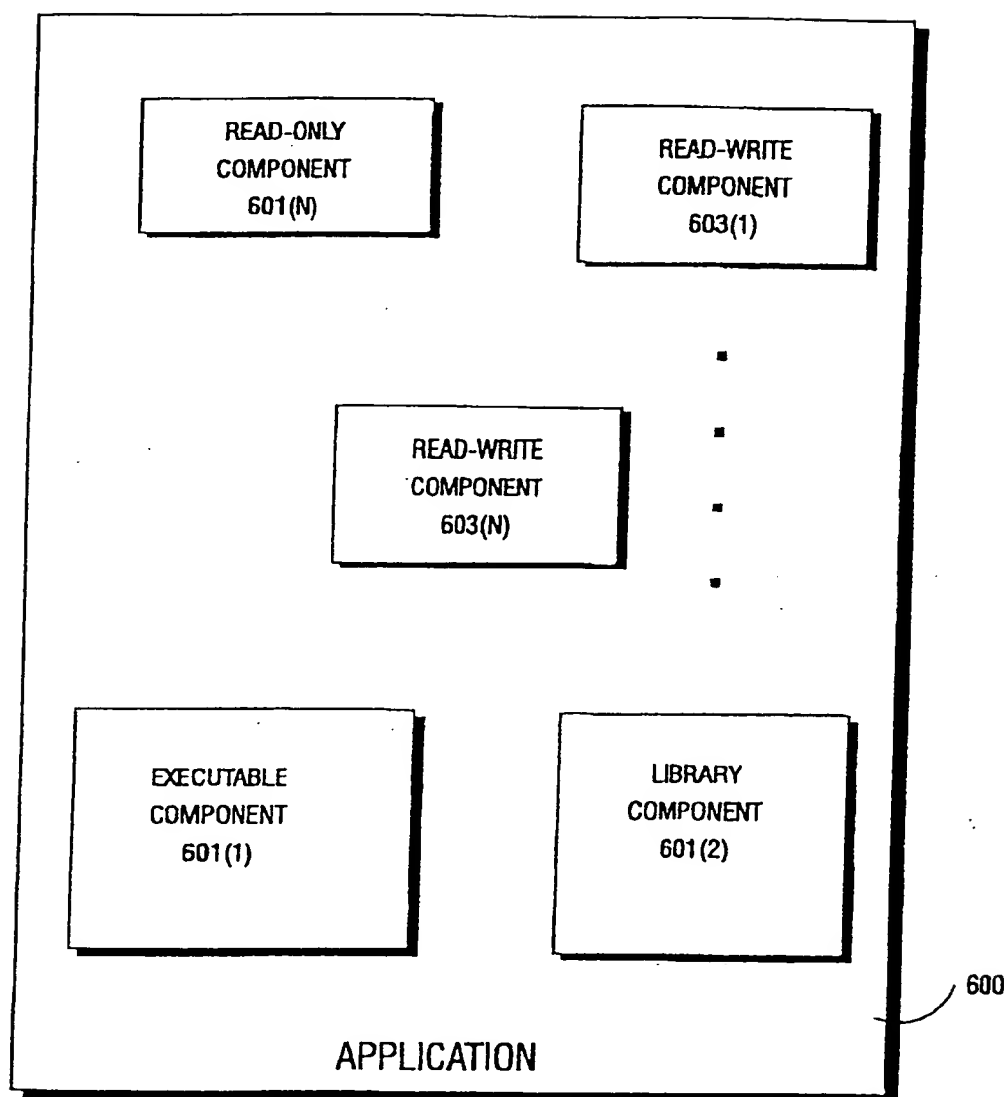 READ-ONLY
COMPONENT
601(N)
READ-WRITE
COMPONENT
603(1)
READ-WRITE
COMPONENT
603(N)
EXECUTABLE
COMPONENT
601(1)
LIBRARY
COMPONENT
601(2)
600
APPLICATION